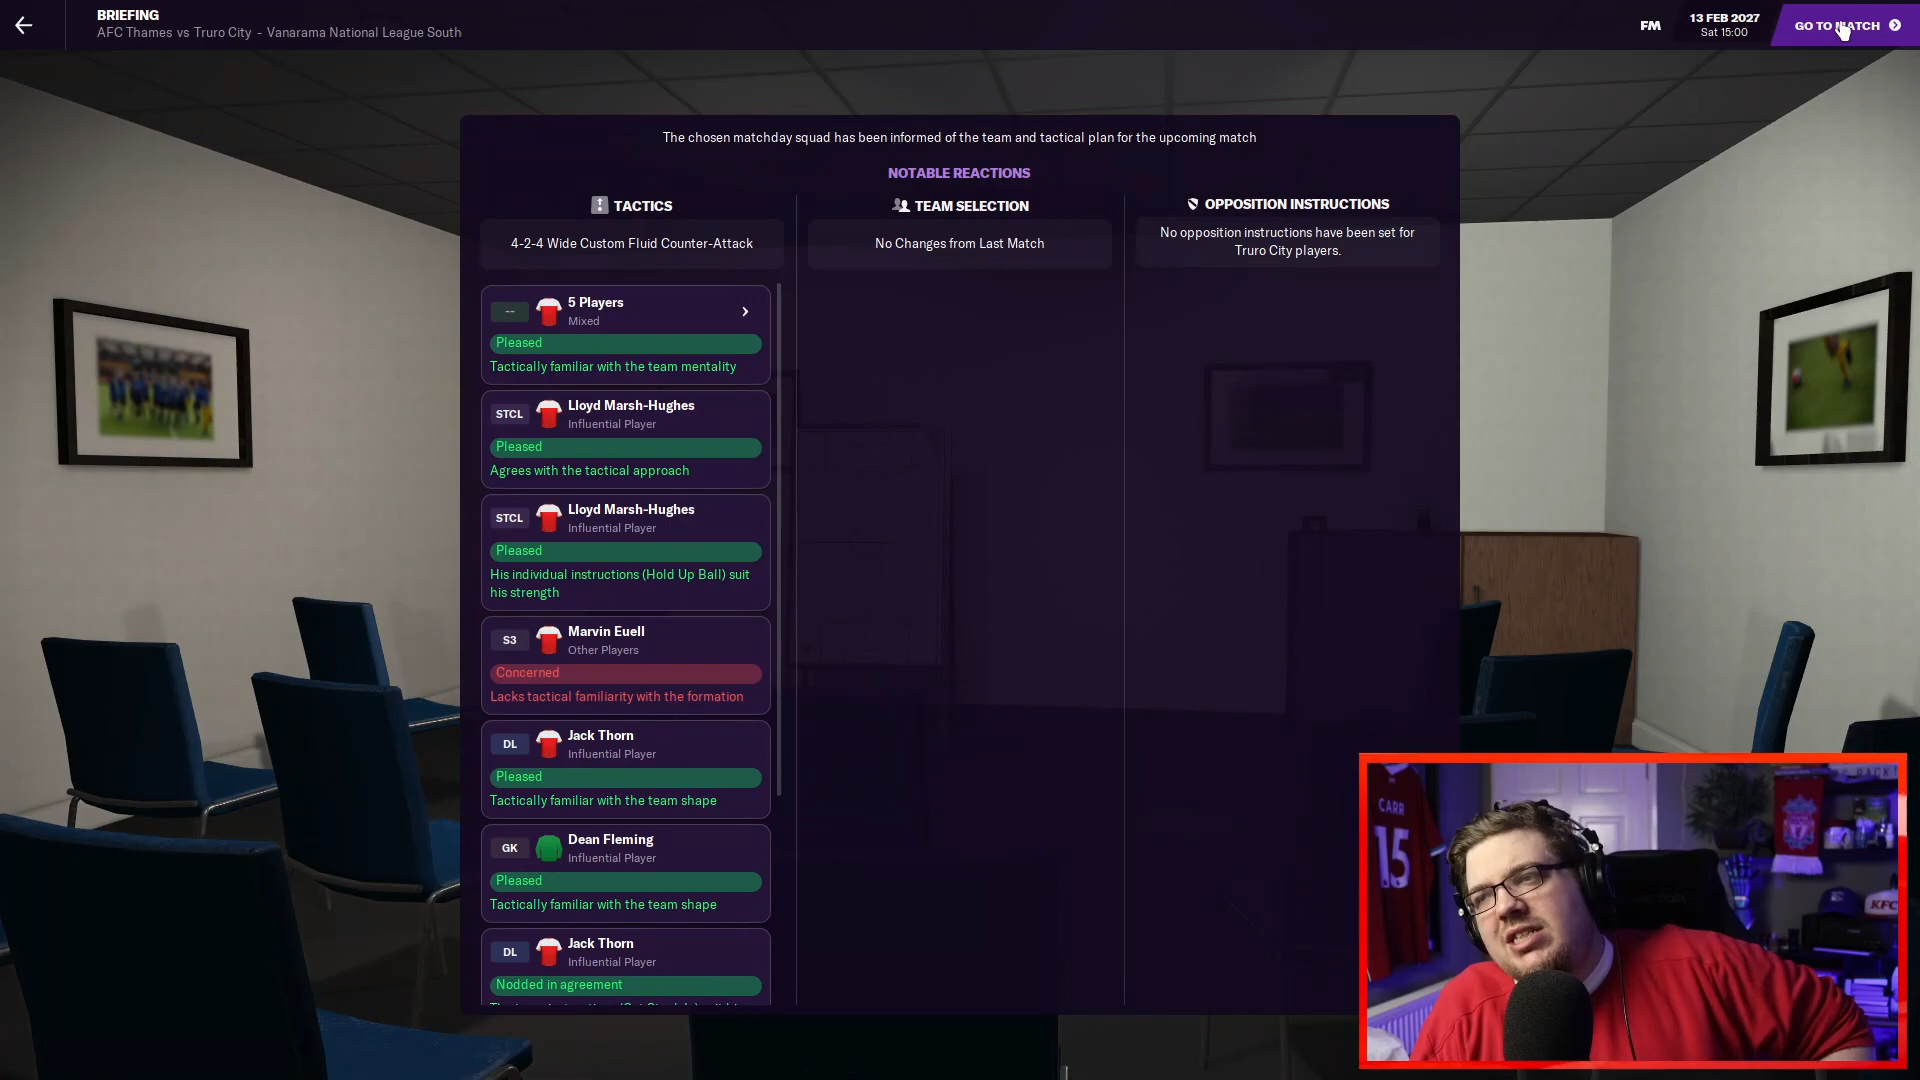 BRIEFING
AFC Thames vs Truro City - Vanarama National League South
FM
13 FEB 2027
Sat 15:00
GO TO MATCH
The chosen matchday squad has been informed of the team and tactical plan for the upcoming match
NOTABLE REACTIONS
TACTICS
4-2-4 Wide Custom Fluid Counter-Attack
--
5 Players
Mixed
Pleased
Tactically familiar with the team mentality
STCL
Lloyd Marsh-Hughes
Influential Player
Pleased
Agrees with the tactical approach
STCL
Lloyd Marsh-Hughes
Influential Player
Pleased
His individual instructions (Hold Up Ball) suit
his strength
S3
Marvin Euell
Other Players
Concerned
Lacks tactical familiarity with the formation
DL
Jack Thorn
Influential Player
Pleased
Tactically familiar with the team shape
GK
Dean Fleming
Influential Player
Pleased
Tactically familiar with the team shape
DL
Jack Thorn
Influential Player
Nodded in agreement
TEAM SELECTION
No Changes from Last Match
OPPOSITION INSTRUCTIONS
No opposition instructions have been set for
Truro City players.
CARR
15
KFC